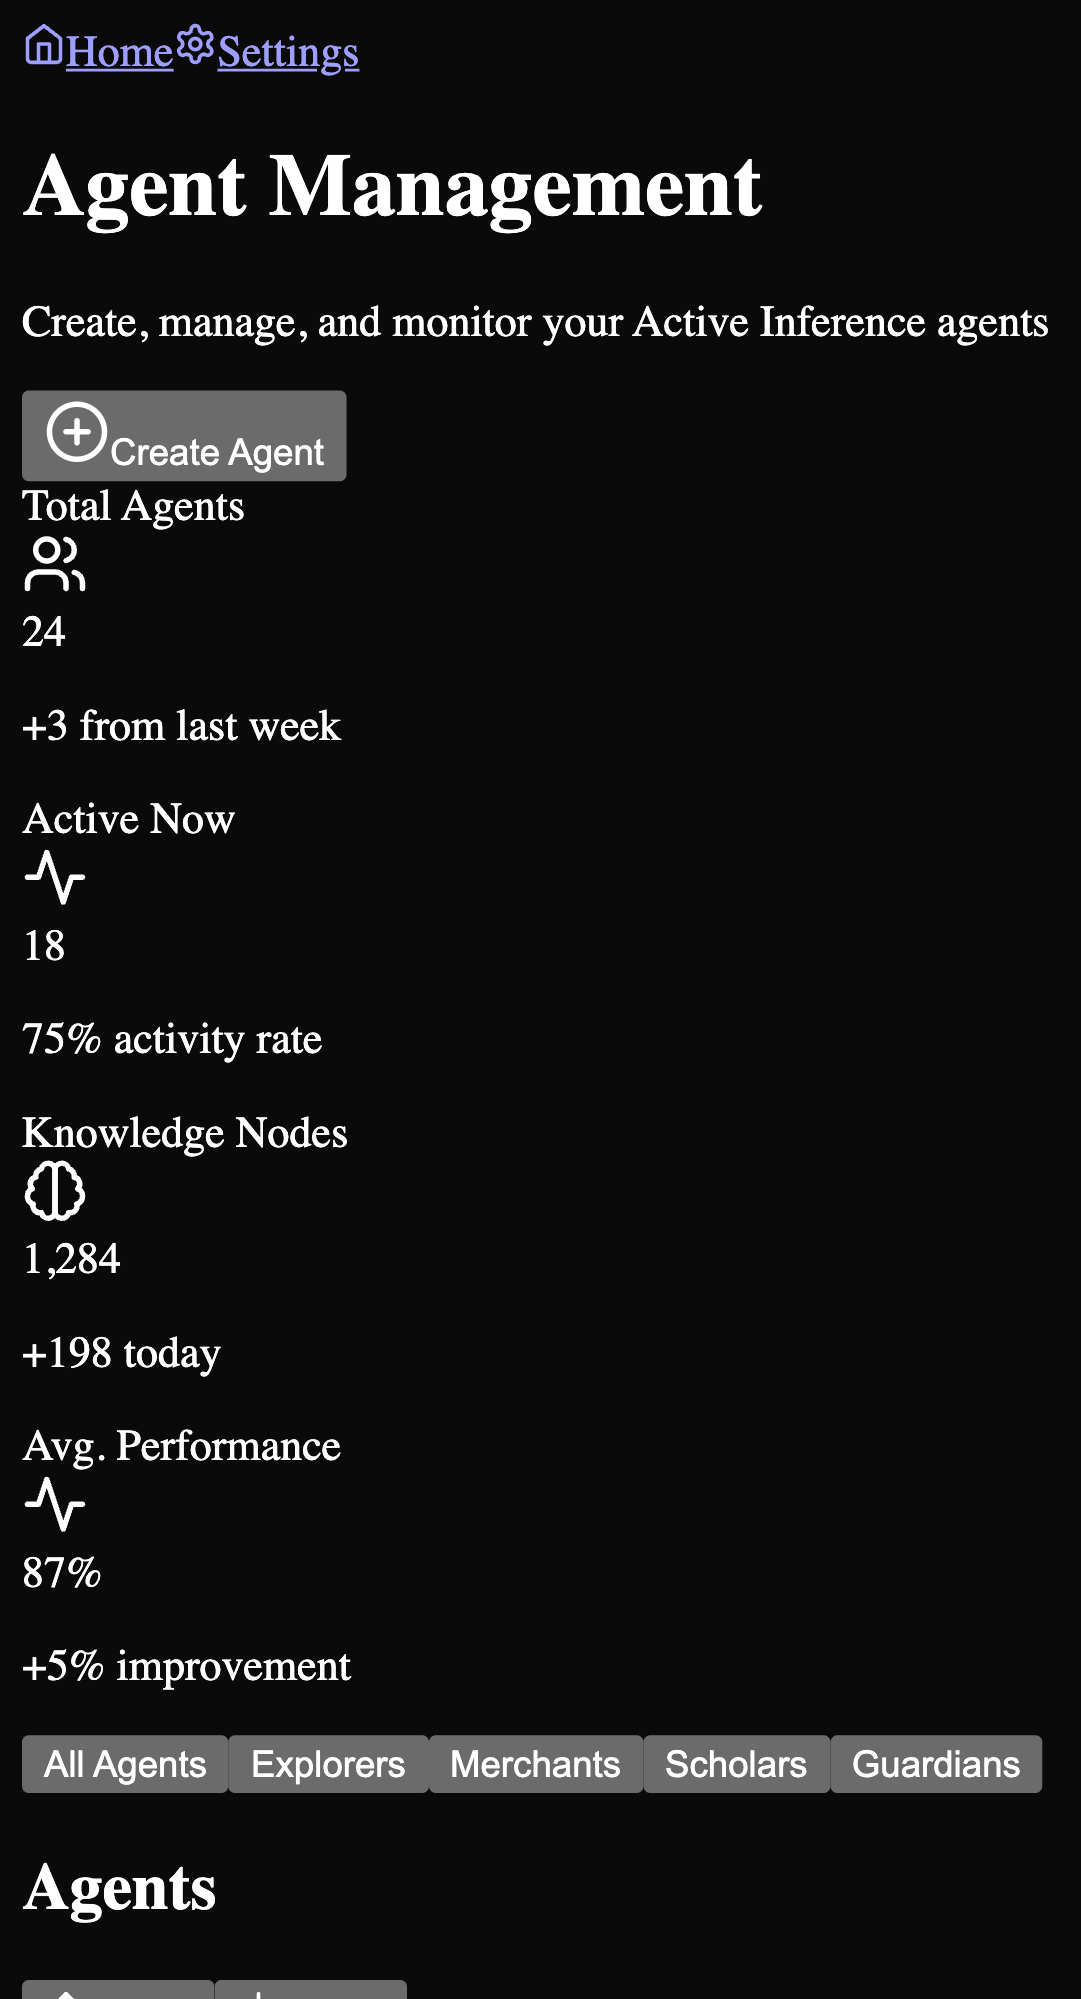 Home Settings
Agent Management
Create, manage, and monitor your Active Inference agents
Create Agent
Total Agents
24
+3 from last week
Active Now
18
75% activity rate
Knowledge Nodes
1,284
+198 today
Avg. Performance
87%
+5% improvement
All Agents Explorers Merchants Scholars Guardians
Agents